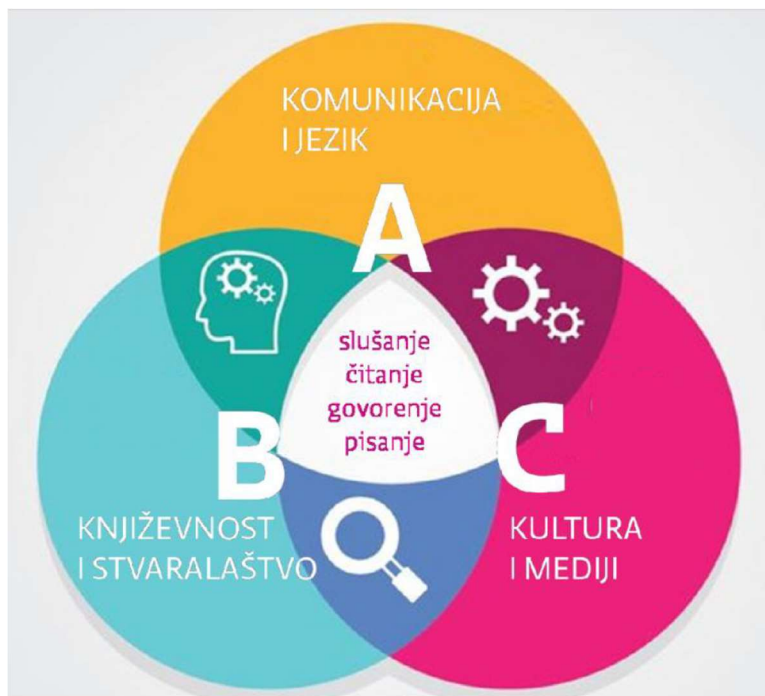 KOMUNIKACIJA
I JEZIK
A
slušanje
čitanje
govorenje
pisanje
B
C
KNJIŽEVNOST
I STVARALAŠTVO
KULTURA
I MEDIJI